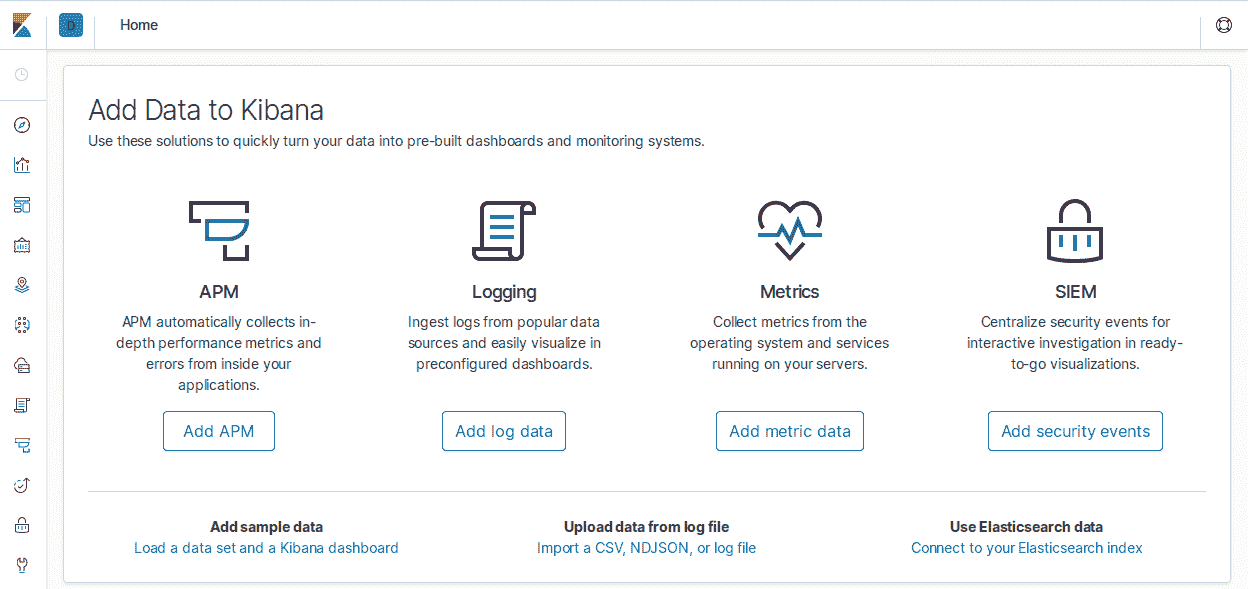 D
Home
Add Data to Kibana
Use these solutions to quickly turn your data into pre-built dashboards and monitoring systems.
APM
APM automatically collects in-
depth performance metrics and
errors from inside your
applications.
Add APM
Logging
Ingest logs from popular data
sources and easily visualize in
preconfigured dashboards.
Add log data
Metrics
Collect metrics from the
operating system and services
running on your servers.
Add metric data
SIEM
Centralize security events for
interactive investigation in ready-
to-go visualizations.
Add security events
Add sample data
Load a data set and a Kibana dashboard
Upload data from log file
Import a CSV, NDJSON, or log file
Use Elasticsearch data
Connect to your Elasticsearch index